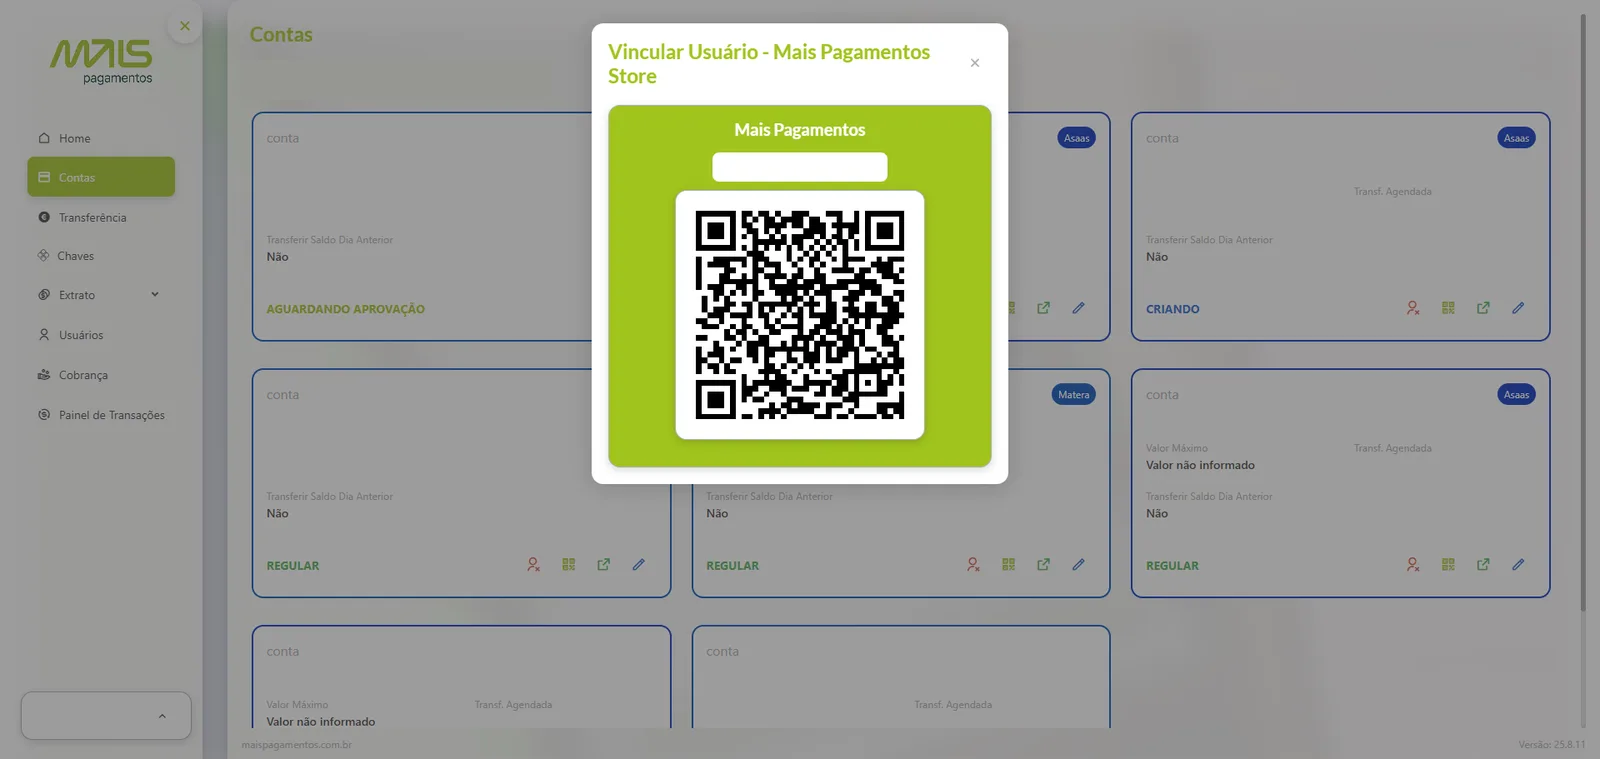 MAIS
pagamentos
Home
Contas
Transferência
Chaves
Extrato
Usuários
Cobrança
Painel de Transações
Contas
Vincular Usuário - Mais Pagamentos
Store
Mais Pagamentos
conta
Transferir Saldo Dia Anterior
Não
AGUARDANDO APROVAÇÃO
Asaas
conta
Asaas
Transf. Agendada
Transferir Saldo Dia Anterior
Não
CRIANDO
conta
Transferir Saldo Dia Anterior
Não
REGULAR
Matera
Transferir Saldo Dia Anterior
Não
REGULAR
conta
Asaas
Valor Máximo
Transf. Agendada
Valor não informado
Transferir Saldo Dia Anterior
Não
REGULAR
conta
Valor Máximo
Transf. Agendada
Valor não informado
conta
Transf. Agendada
maispagamentos.com.br
Versão: 25.8.11